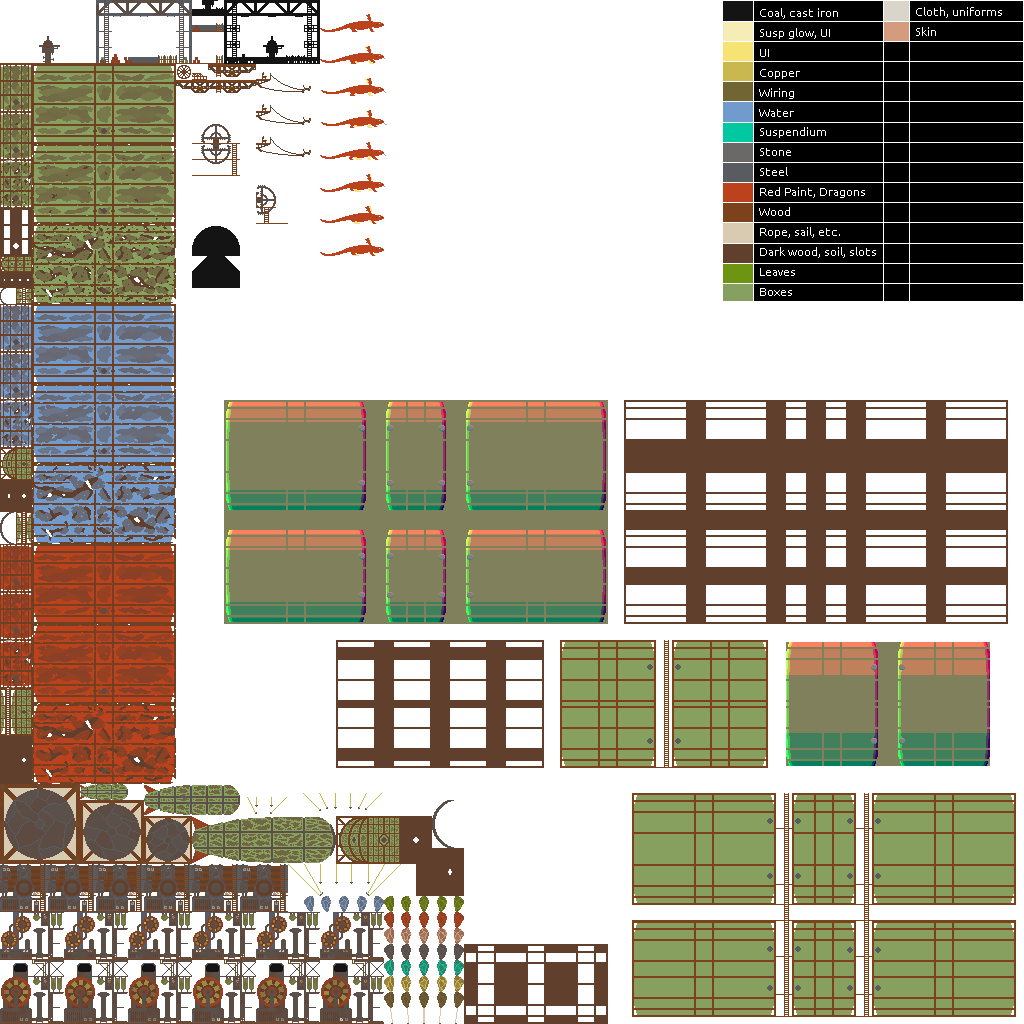 Coal, cast iron
Susp glow, UI
UI
Copper
Wiring
Water
Suspendium
Stone
Steel
Red Paint, Dragons
Wood
Rope, sail, etc.
Dark wood, soil, slots
Leaves
Boxes
Cloth, uniforms
Skin